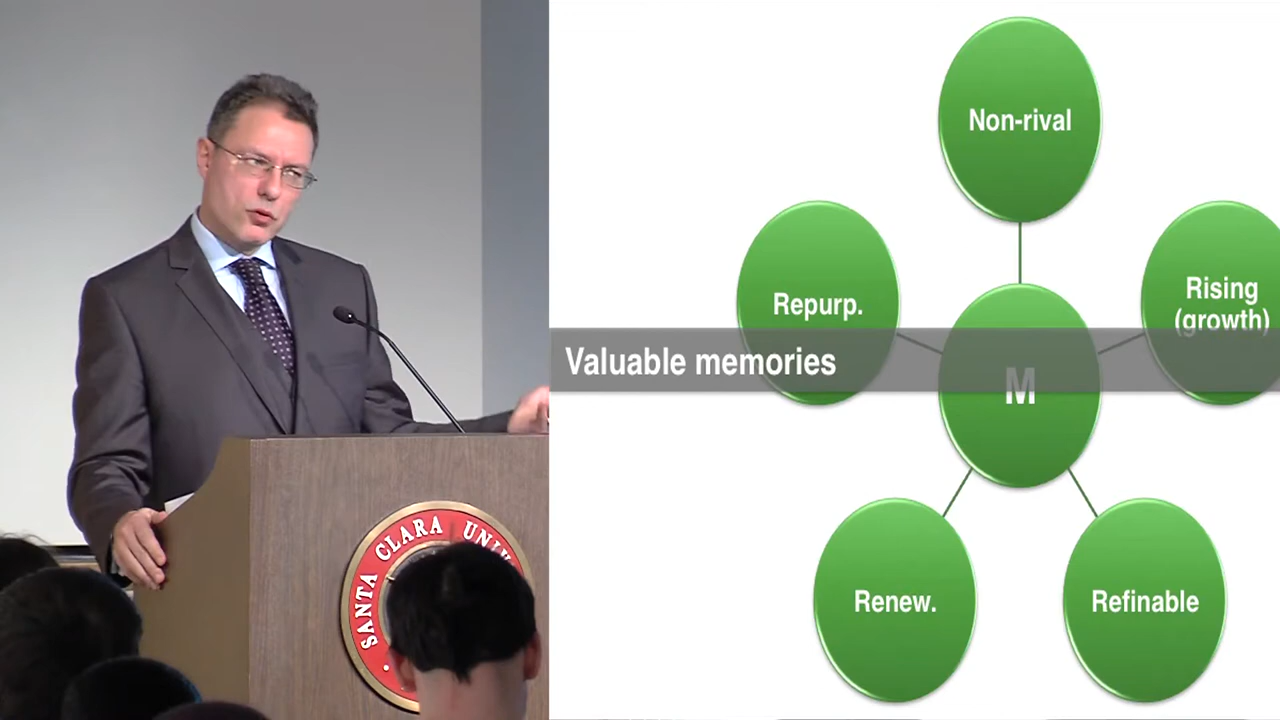 Non-rival
Repurp.
Rising
(growth)
Valuable memories
M
Renew.
Refinable
SANTA CLARA